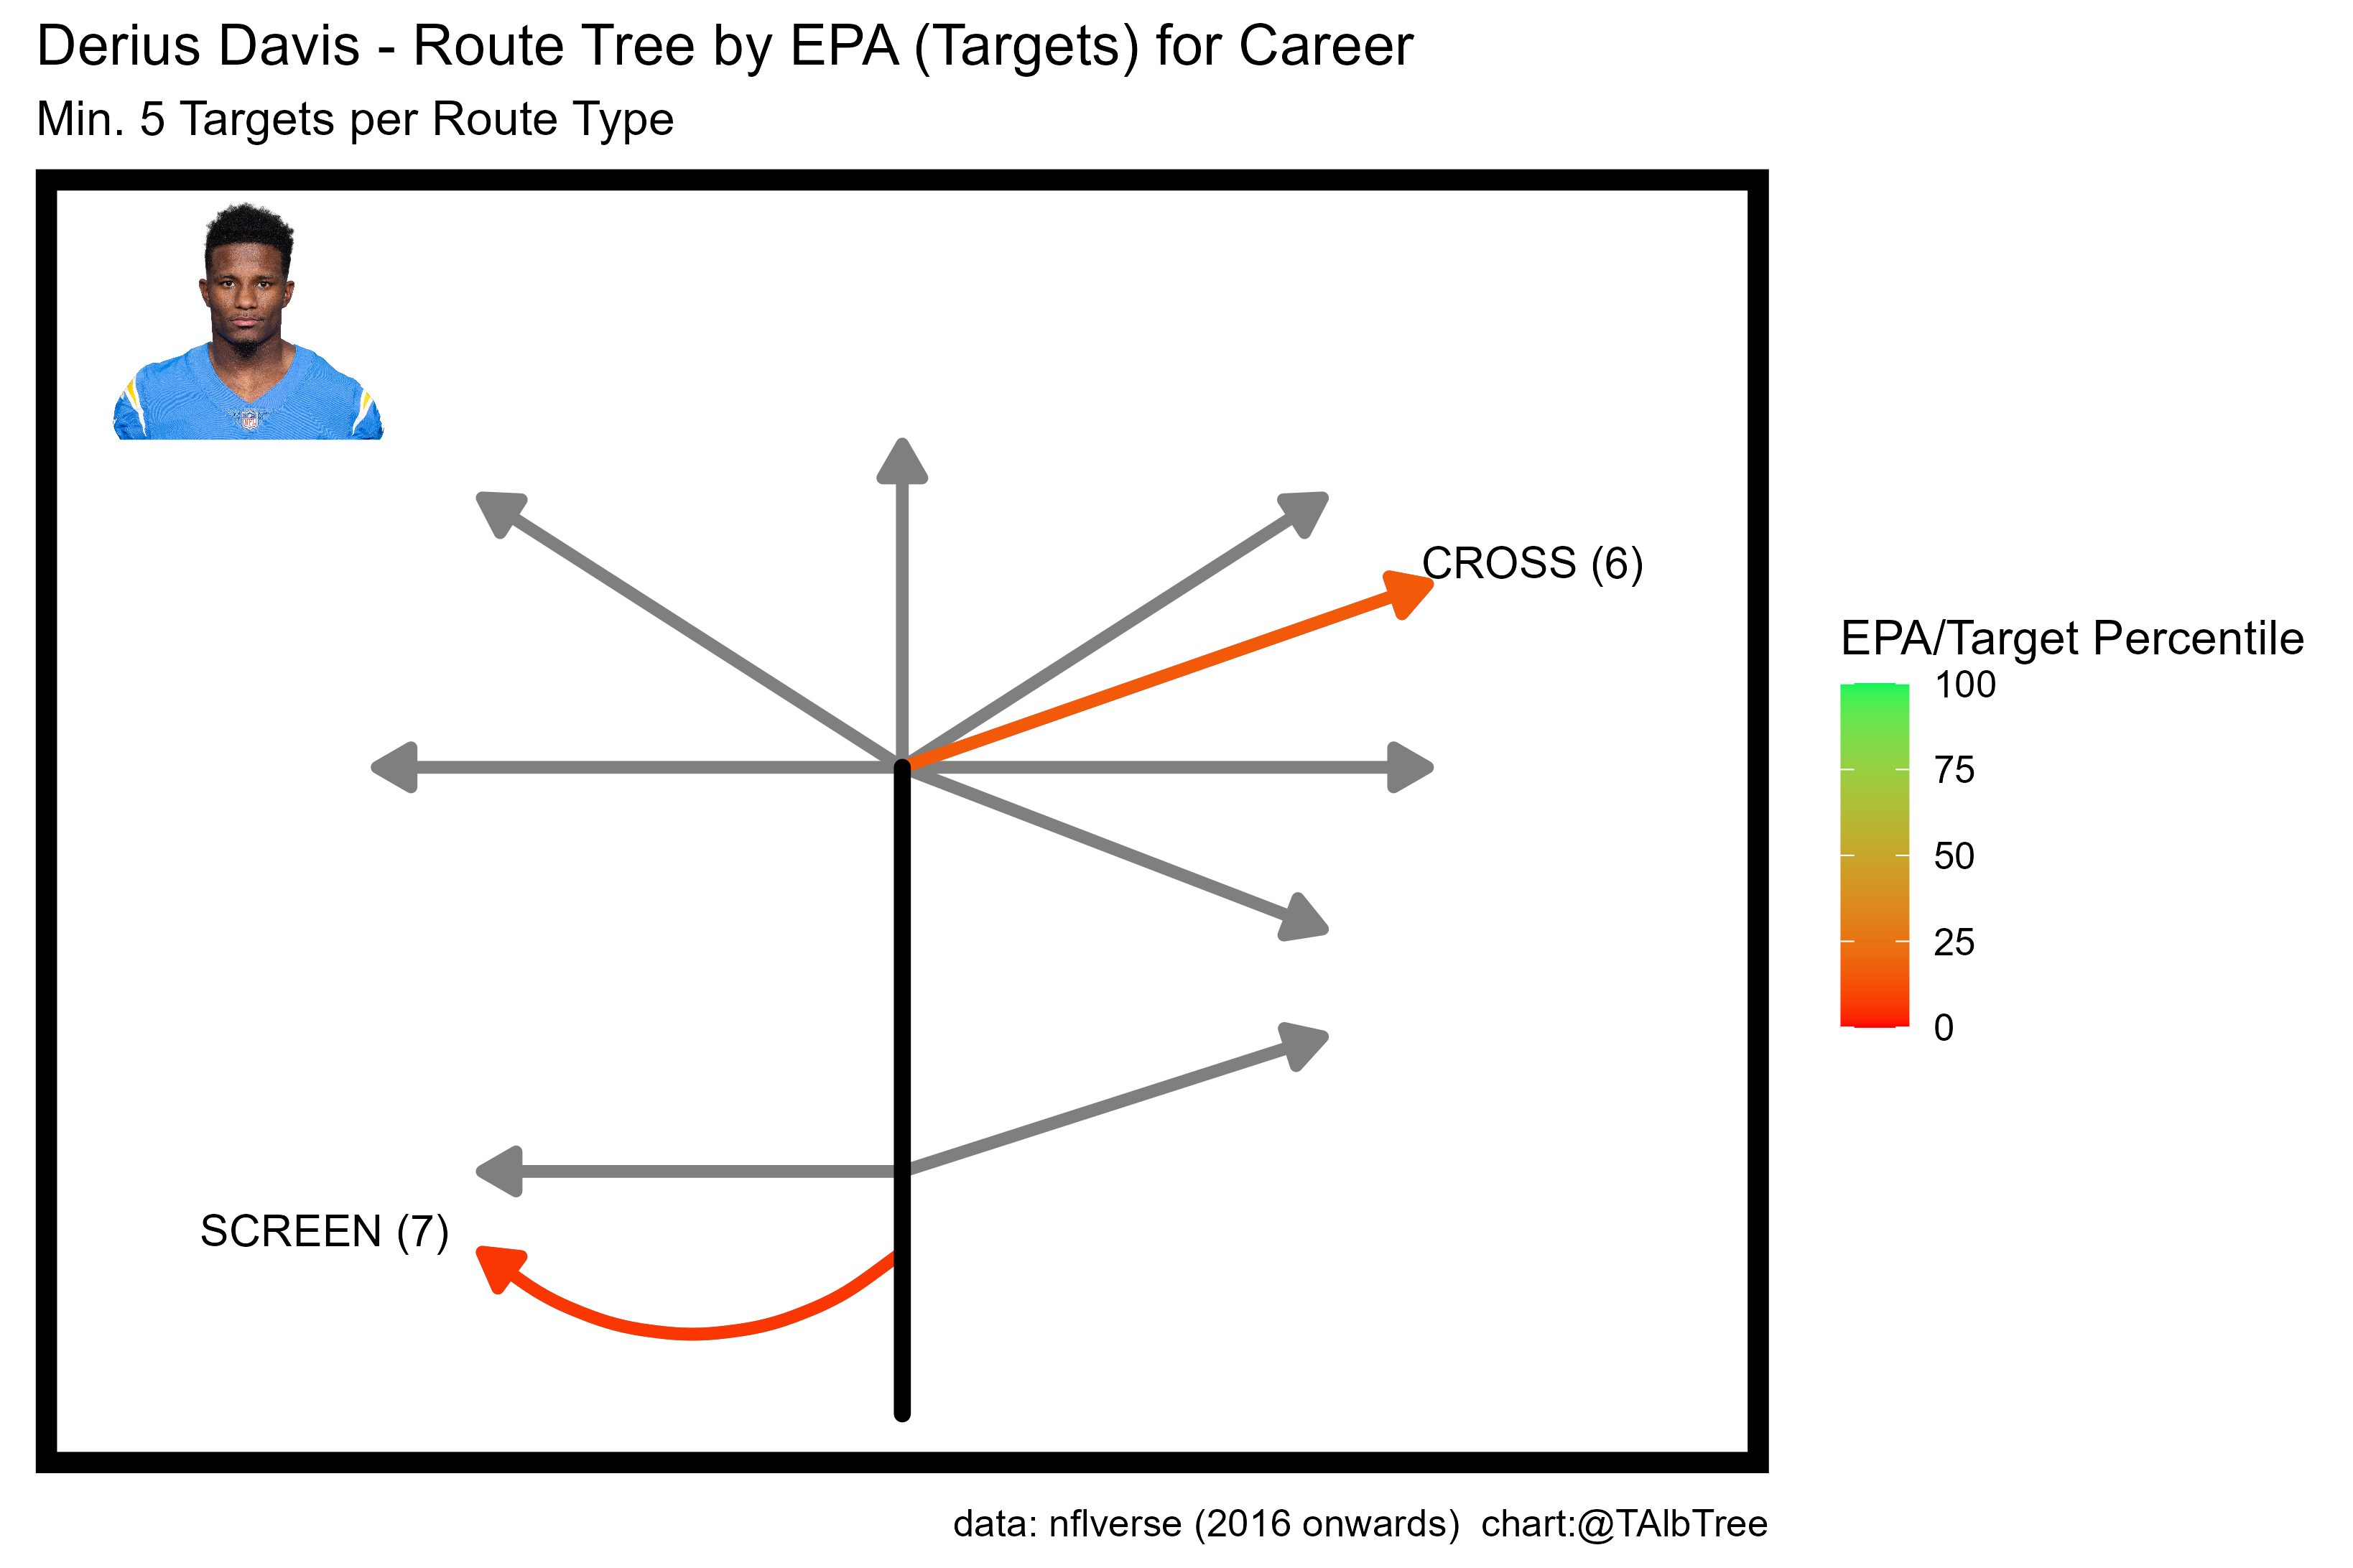 Derius Davis - Route Tree by EPA (Targets) for Career
Min. 5 Targets per Route Type
CROSS (6)
SCREEN (7)
EPA/Target Percentile
100
75
50
25
0
data: nflverse (2016 onwards)  chart:@TAlbTree